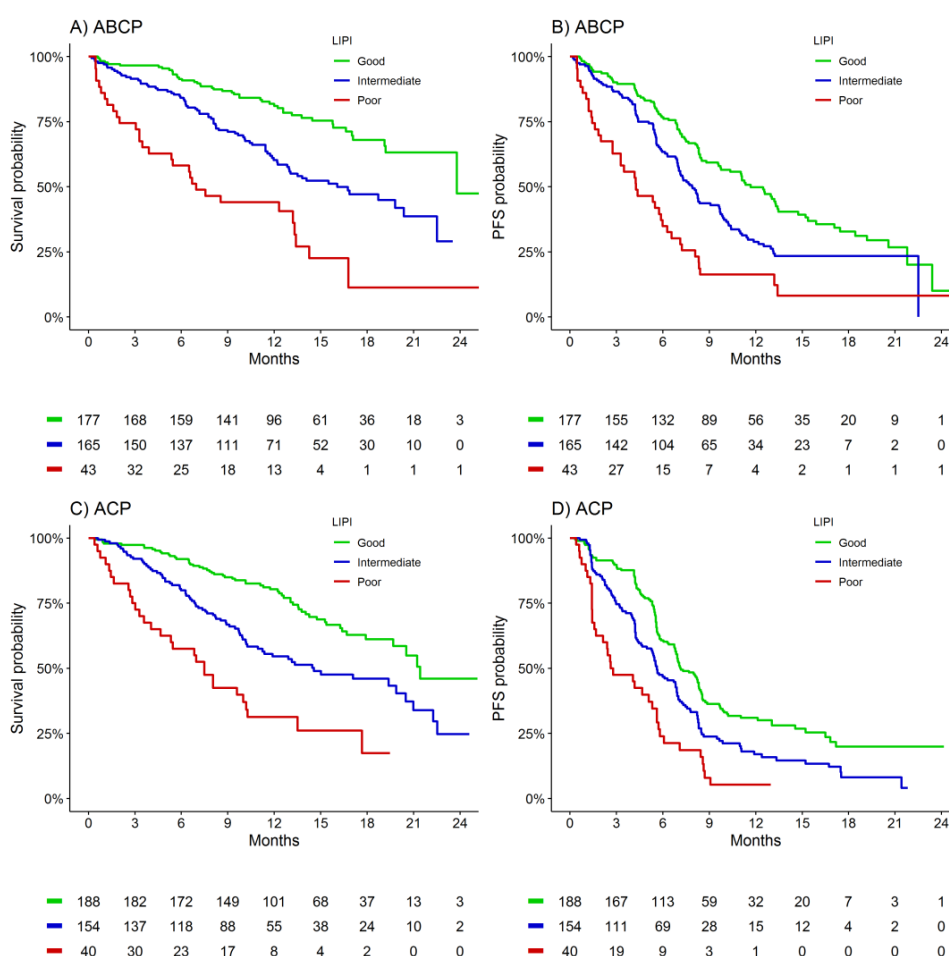 A) ABCP
LIPI
Good
Intermediate
Poor
Survival probability
100%
75%
50%
25%
0%
0 3 6 9 12 15 18 21 24
Months
177 168 159 141 96 61 36 18 3
165 150 137 111 71 52 30 10 0
43 32 25 18 13 4 1 1 1
B) ABCP
LIPI
Good
Intermediate
Poor
PFS probability
100%
75%
50%
25%
0%
0 3 6 9 12 15 18 21 24
Months
177 155 132 89 56 35 20 9 1
165 142 104 65 34 23 7 2 0
43 27 15 7 4 2 1 1 1
C) ACP
LIPI
Good
Intermediate
Poor
Survival probability
100%
75%
50%
25%
0%
0 3 6 9 12 15 18 21 24
Months
188 182 172 149 101 68 37 13 3
154 137 118 88 55 38 24 10 2
40 30 23 17 8 4 2 0 0
D) ACP
LIPI
Good
Intermediate
Poor
PFS probability
100%
75%
50%
25%
0%
0 3 6 9 12 15 18 21 24
Months
188 167 113 59 32 20 7 3 1
154 111 69 28 15 12 4 2 0
40 19 9 3 1 0 0 0 0